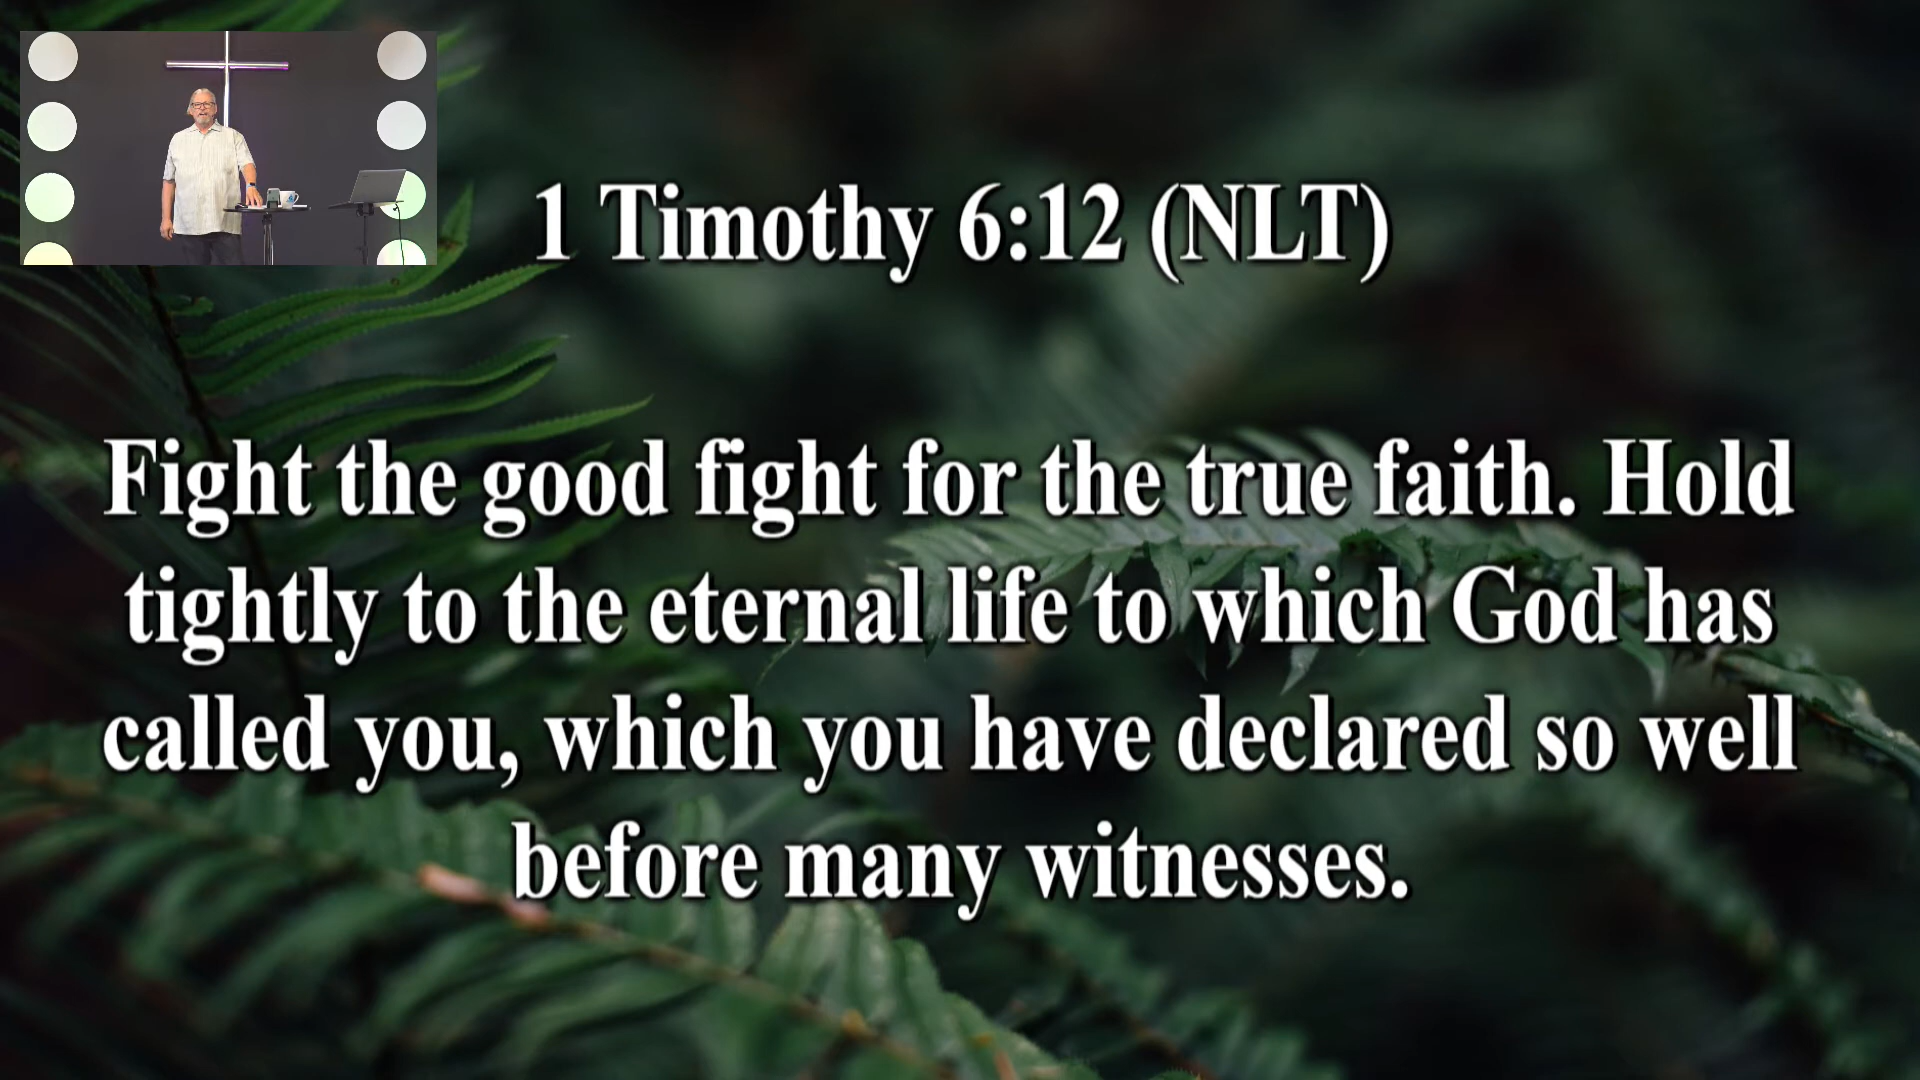 1 Timothy 6:12 (NLT)
Fight the good fight for the true faith. Hold
tightly to the eternal life to which God has
called you, which you have declared so well
before many witnesses.